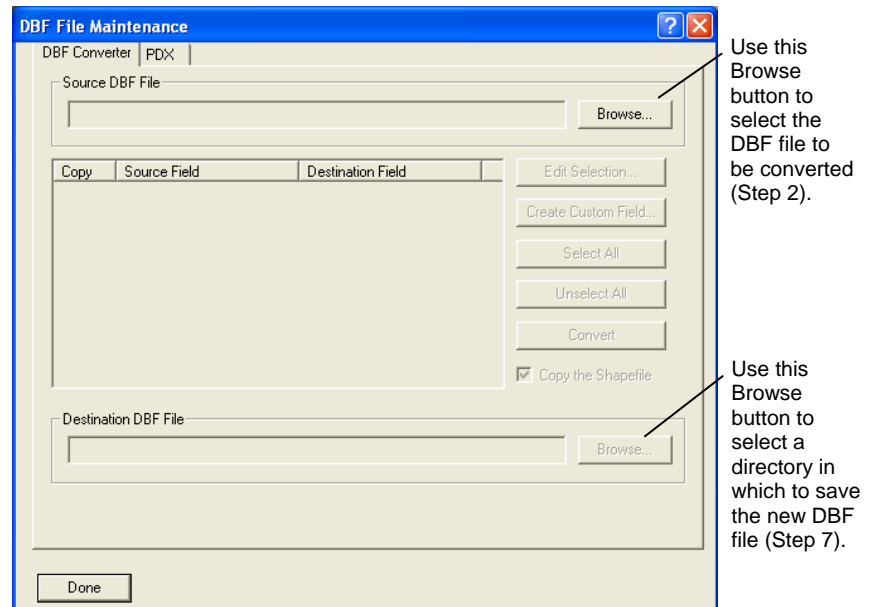 DBF File Maintenance
DBF Converter PDX
Source DBF File
Browse...
Use this
Browse
button to
select the
DBF file to
be converted
(Step 2).
Copy Source Field Destination Field
Edit Selection...
Create Custom Field...
Select All
Unselect All
Convert
Copy the Shapefile
Use this
Browse
button to
select a
directory in
which to save
the new DBF
file (Step 7).
Destination DBF File
Browse...
Done